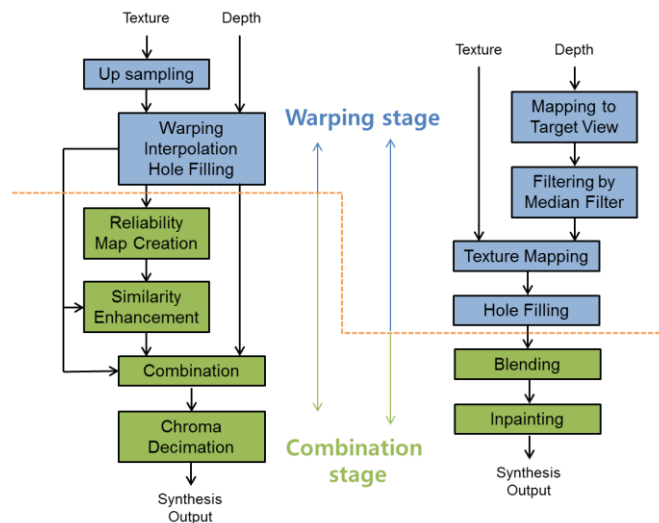 Texture
Depth
Up sampling
Warping
Interpolation
Hole Filling
Reliability
Map Creation
Similarity
Enhancement
Combination
Chroma
Decimation
Synthesis
Output
Warping stage
Combination
stage
Texture
Depth
Mapping to
Target View
Filtering by
Median Filter
Texture Mapping
Hole Filling
Blending
Inpainting
Synthesis
Output